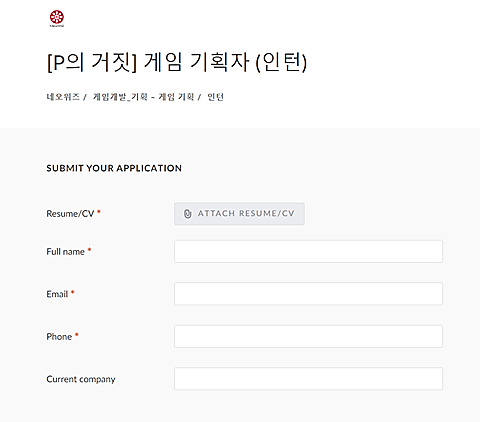 [P의 거짓] 게임 기획자 (인턴)
네오위즈 / 게임개발_기획 – 게임 기획 / 인턴
SUBMIT YOUR APPLICATION
Resume/CV *
ATTACH RESUME/CV
Full name *
Email *
Phone *
Current company